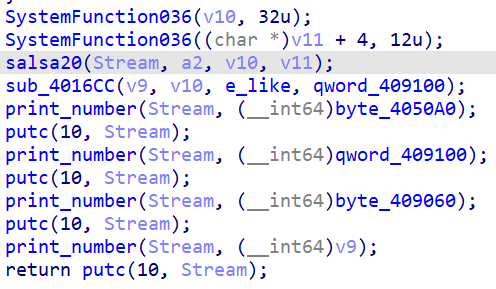 SystemFunction036(v10, 32u);
SystemFunction036((char *)v11 + 4, 12u);
salsa20(Stream, a2, v10, v11);
sub_4016CC(v9, v10, e_like, qword_409100);
print_number(Stream, (__int64)byte_4050A0);
putc(10, Stream);
print_number(Stream, (__int64)qword_409100);
putc(10, Stream);
print_number(Stream, (__int64)byte_409060);
putc(10, Stream);
print_number(Stream, (__int64)v9);
return putc(10, Stream);